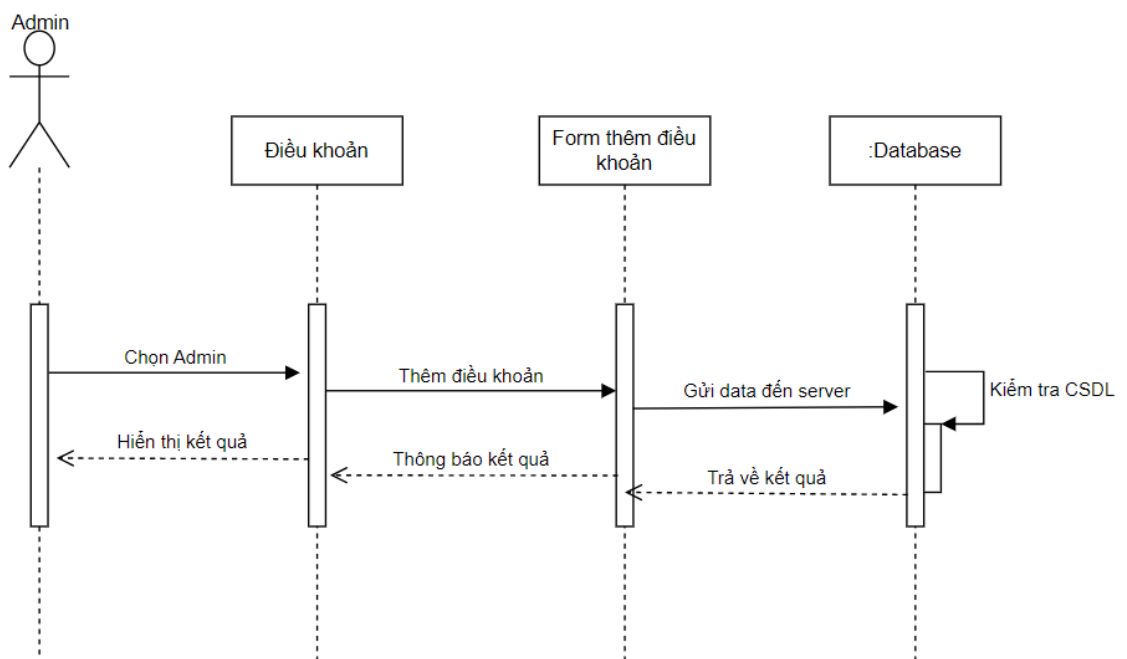 Admin
Điều khoản
Form thêm điều
khoản
:Database
Chọn Admin
Thêm điều khoản
Gửi data đến server
Kiểm tra CSDL
Hiển thị kết quả
Thông báo kết quả
Trả về kết quả